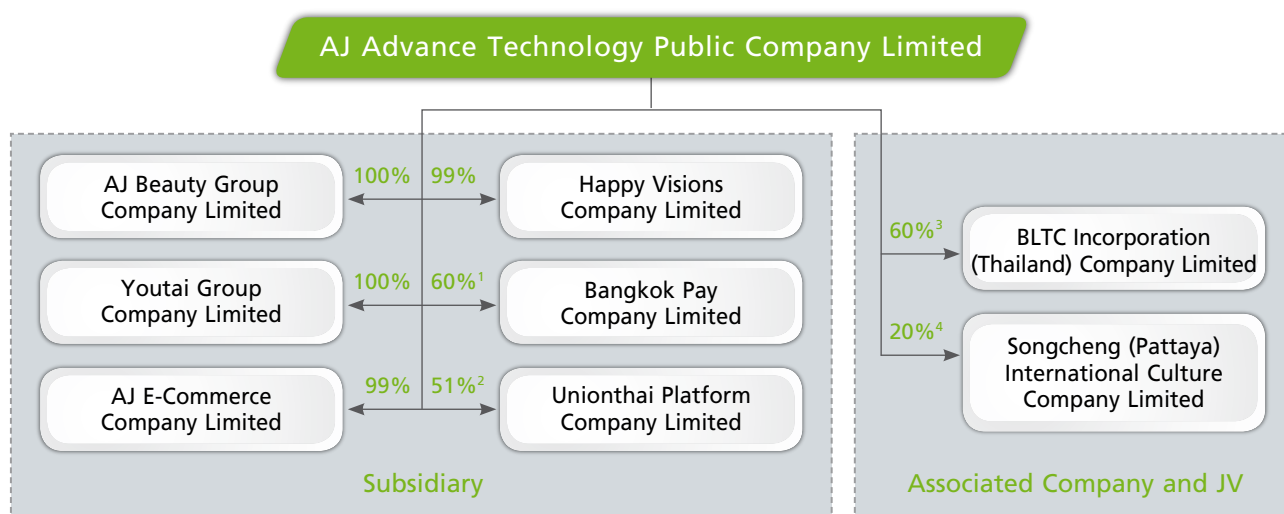 AJ Advance Technology Public Company Limited
AJ Beauty Group
Company Limited
100%
99%
Happy Visions
Company Limited
Youtai Group
Company Limited
100%
60%¹
Bangkok Pay
Company Limited
AJ E-Commerce
Company Limited
99%
51%²
Unionthai Platform
Company Limited
Subsidiary
60%³
BLTC Incorporation
(Thailand) Company Limited
20%⁴
Songcheng (Pattaya)
International Culture
Company Limited
Associated Company and JV